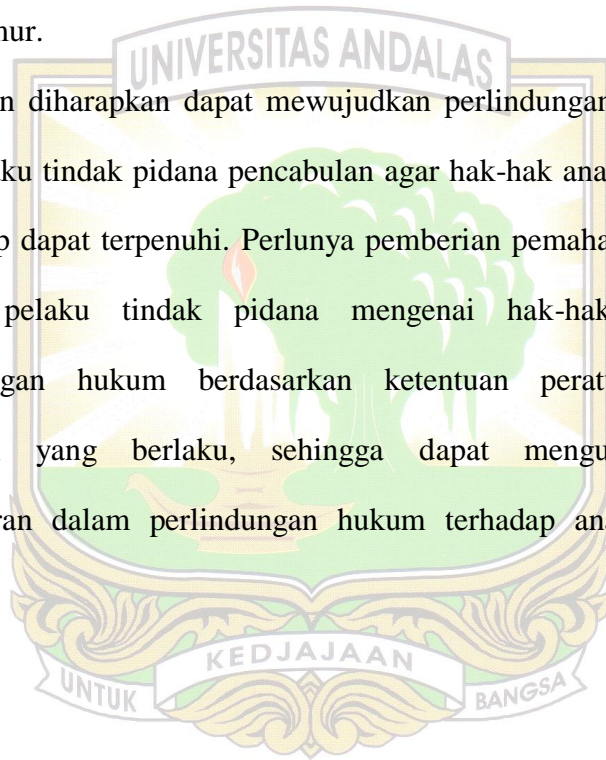 nur.
UNIVERSITAS ANDALAS
n diharapkan dapat mewujudkan perlindungan
ku tindak pidana pencabulan agar hak-hak ana
p dapat terpenuhi. Perlunya pemberian pemaha
pelaku tindak pidana mengenai hak-hak
gan hukum berdasarkan ketentuan perat
yang berlaku, sehingga dapat mengu
ran dalam perlindungan hukum terhadap an
UNTUK KEDJAJAAN BANGSA